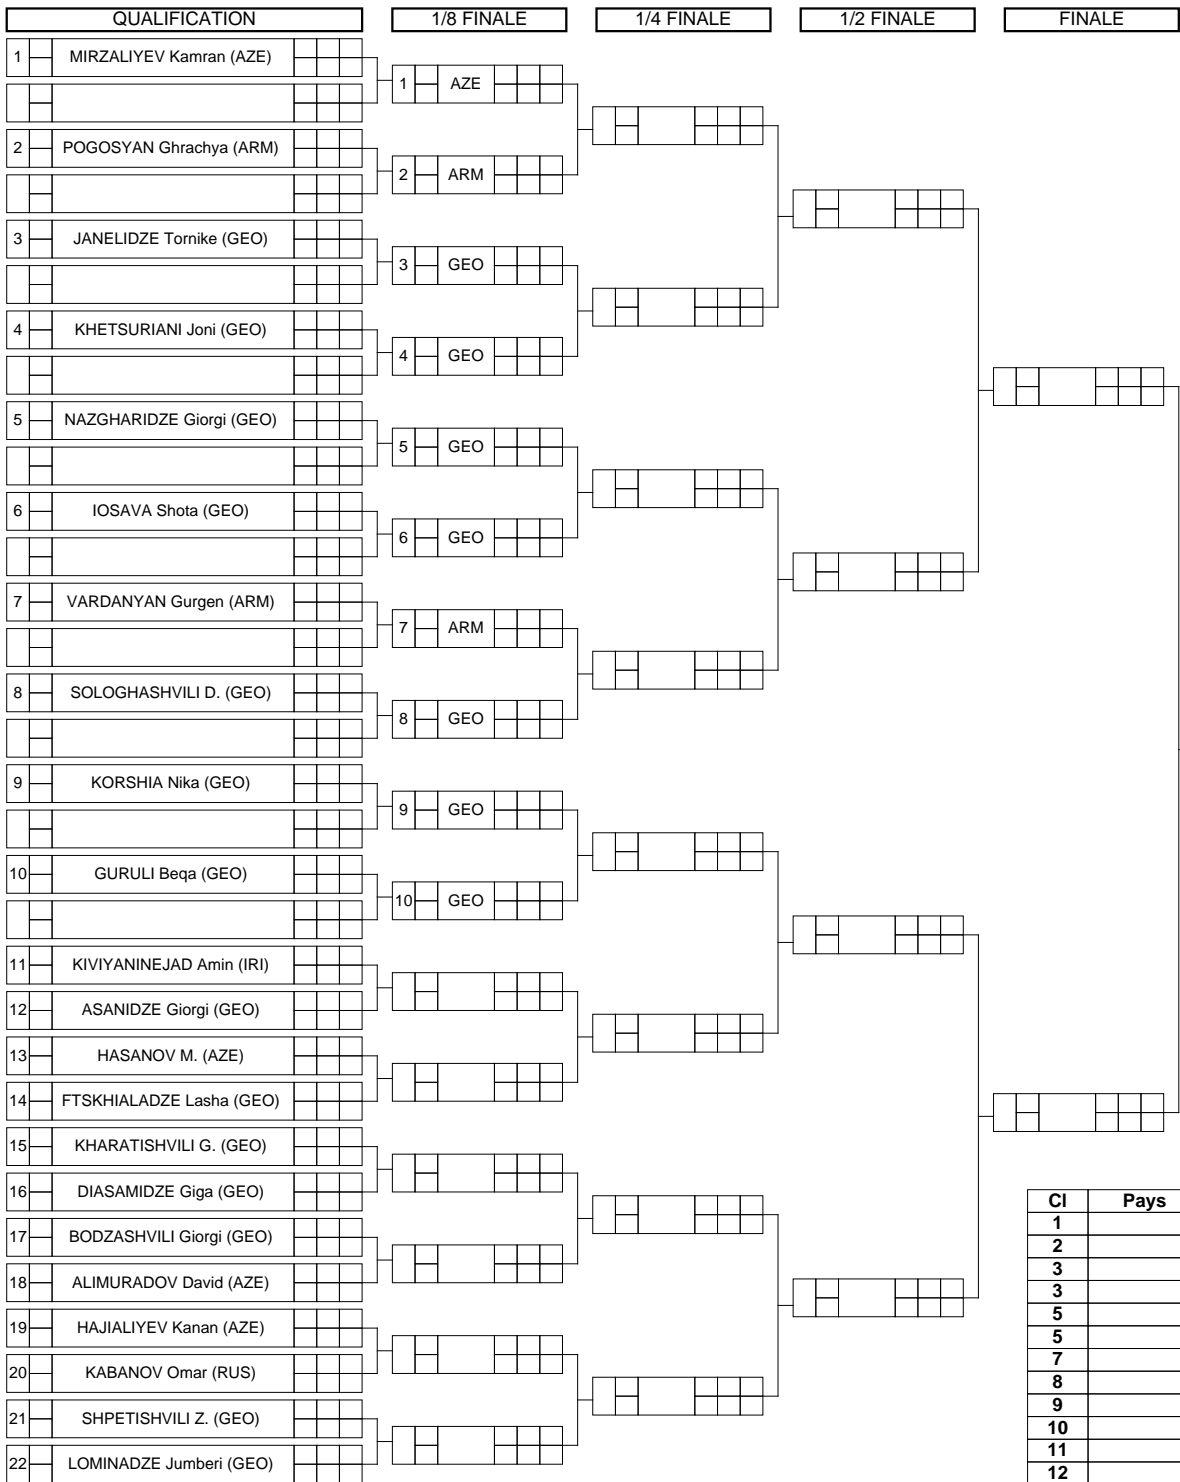 QUALIFICATION 1/8 FINALE 1/4 FINALE 1/2 FINALE FINALE
1 MIRZALIYEV Kamran (AZE)
1 AZE
2 POGOSYAN Ghrachya (ARM)
2 ARM
3 JANELIDZE Tornike (GEO)
3 GEO
4 KHETSURIANI Joni (GEO)
4 GEO
5 NAZGHARIDZE Giorgi (GEO)
5 GEO
6 IOSAVA Shota (GEO)
6 GEO
7 VARDANYAN Gurgen (ARM)
7 ARM
8 SOLOGHASHVILI D. (GEO)
8 GEO
9 KORSHIA Nika (GEO)
9 GEO
10 GURULI Beqa (GEO)
10 GEO
11 KIVIYANINEJAD Amin (IRI)
12 ASANIDZE Giorgi (GEO)
13 HASANOV M. (AZE)
14 FTSKHIALADZE Lasha (GEO)
15 KHARATISHVILI G. (GEO)
16 DIASAMIDZE Giga (GEO)
17 BODZASHVILI Giorgi (GEO)
18 ALIMURADOV David (AZE)
19 HAJIALIYEV Kanan (AZE)
20 KABANOV Omar (RUS)
21 SHPETISHVILI Z. (GEO)
22 LOMINADZE Jumberi (GEO)
Cl Pays
1
2
3
3
5
5
7
8
9
10
11
12